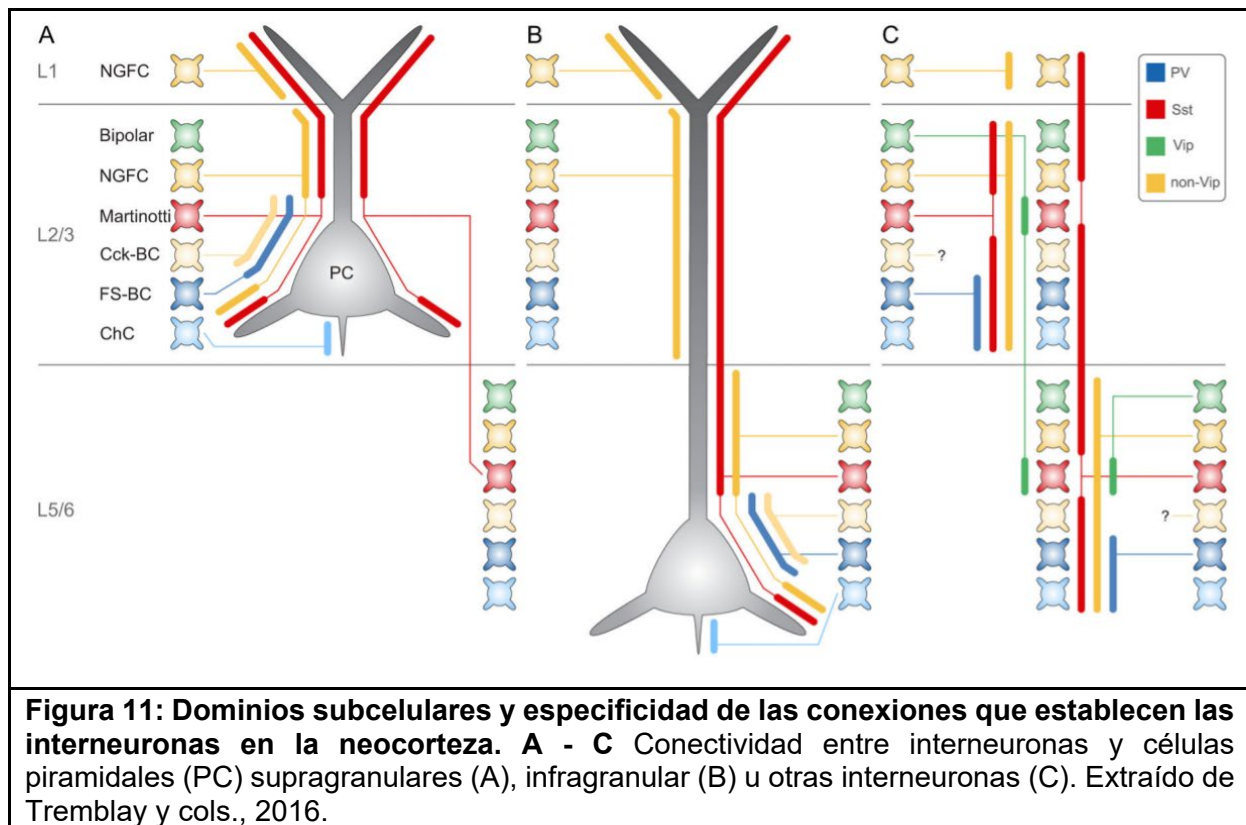 A
B
C
L1
NGFC
PV
Sst
Vip
non-Vip
Bipolar
NGFC
Martinotti
L2/3
Cck-BC
PC
?
FS-BC
ChC
L5/6
?
Figura 11: Dominios subcelulares y especificidad de las conexiones que establecen las
interneuronas en la neocorteza. A - C Conectividad entre interneuronas y células
piramidales (PC) supragranulares (A), infragranular (B) u otras interneuronas (C). Extraído de
Tremblay y cols., 2016.